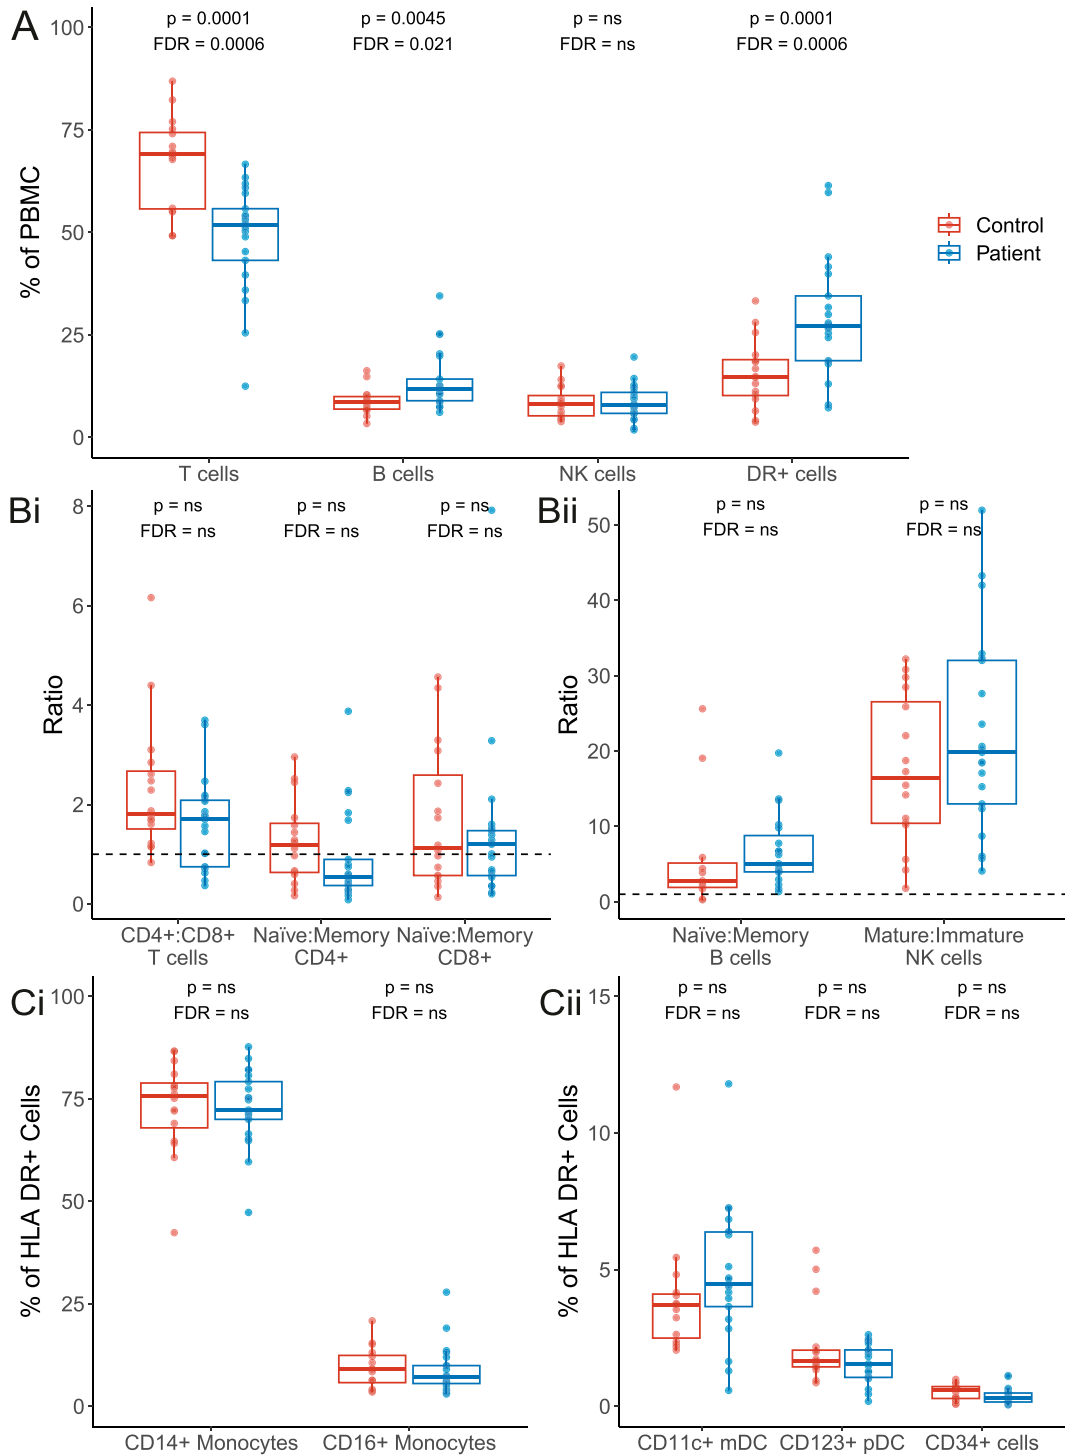 A
p = 0.0001
FDR = 0.0006
p = 0.0045
FDR = 0.021
p = ns
FDR = ns
p = 0.0001
FDR = 0.0006
% of PBMC
100
75
50
25
0
T cells
B cells
NK cells
DR+ cells
Control
Patient
Bi
p = ns
FDR = ns
p = ns
FDR = ns
p = ns
FDR = ns
Ratio
8
6
4
2
0
CD4+:CD8+
T cells
Naïve:Memory
CD4+
Naïve:Memory
CD8+
Bii
p = ns
FDR = ns
p = ns
FDR = ns
Ratio
50
40
30
20
10
0
Naïve:Memory
B cells
Mature:Immature
NK cells
Ci
p = ns
FDR = ns
p = ns
FDR = ns
% of HLA DR+ Cells
100
75
50
25
0
CD14+ Monocytes
CD16+ Monocytes
Cii
p = ns
FDR = ns
p = ns
FDR = ns
p = ns
FDR = ns
% of HLA DR+ Cells
15
10
5
0
CD11c+ mDC
CD123+ pDC
CD34+ cells